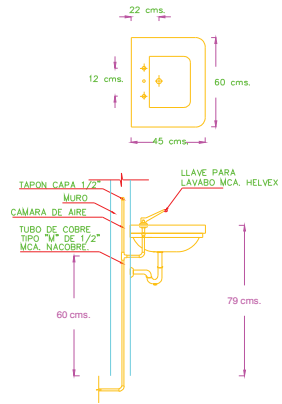 22 cms.
12 cms.
60 cms.
45 cms,
LLAVE PARA
LAVABO MCA, HELVEX
TAPON CAPA 1/2"
MURO
CAMARA DE AIRE
TUBO DE COBRE
TIPO "M" DE 1/2"
MCA. NACOBRE.
60 cms.
79 cms.